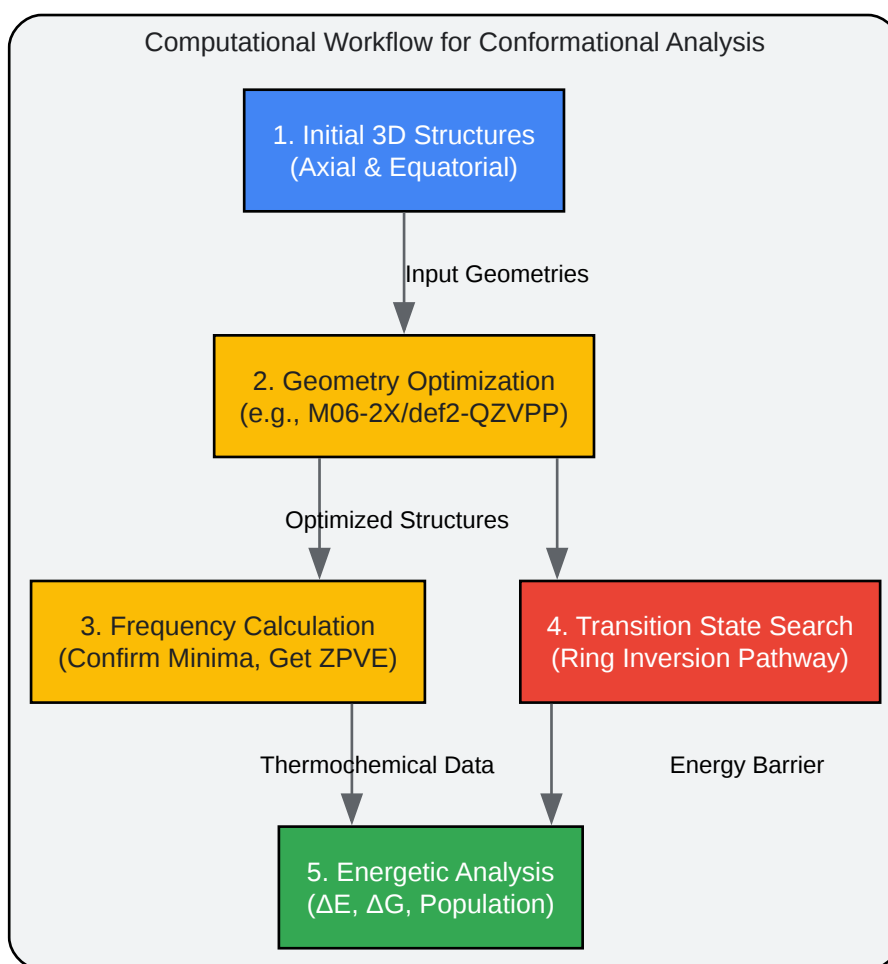 Computational Workflow for Conformational Analysis
1. Initial 3D Structures
(Axial & Equatorial)
Input Geometries
2. Geometry Optimization
(e.g., M06-2X/def2-QZVPP)
Optimized Structures
3. Frequency Calculation
(Confirm Minima, Get ZPVE)
4. Transition State Search
(Ring Inversion Pathway)
Thermochemical Data
Energy Barrier
5. Energetic Analysis
(ΔE, ΔG, Population)